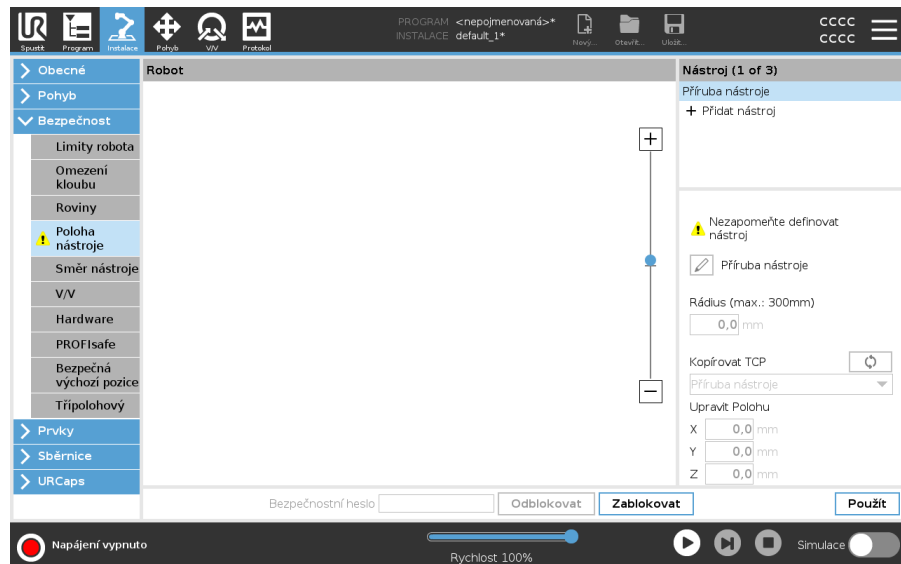 PROGRAM <nepojmenovaná>*
INSTALACE default_1*
Spustit Program Instalace Pohyb V/V Protokol
Nový... Otevřít... Uložit...
CCCC
CCCC
Obecné
Pohyb
Bezpečnost
Limity robota
Omezení
kloubu
Roviny
Poloha
nástroje
Směr nástroje
V/V
Hardware
PROFIsafe
Bezpečná
výchozí pozice
Třípolohový
Prvky
Sběrnice
URCaps
Robot
Nástroj (1 of 3)
Příruba nástroje
+ Přidat nástroj
Nezapomeňte definovat
nástroj
Příruba nástroje
Rádius (max.: 300mm)
0,0 mm
Kopírovat TCP
Příruba nástroje
Upravit Polohu
X 0,0 mm
Y 0,0 mm
Z 0,0 mm
Bezpečnostní heslo Odblokovat Zablokovat Použít
Napájení vypnuto
Rychlost 100%
Simulace